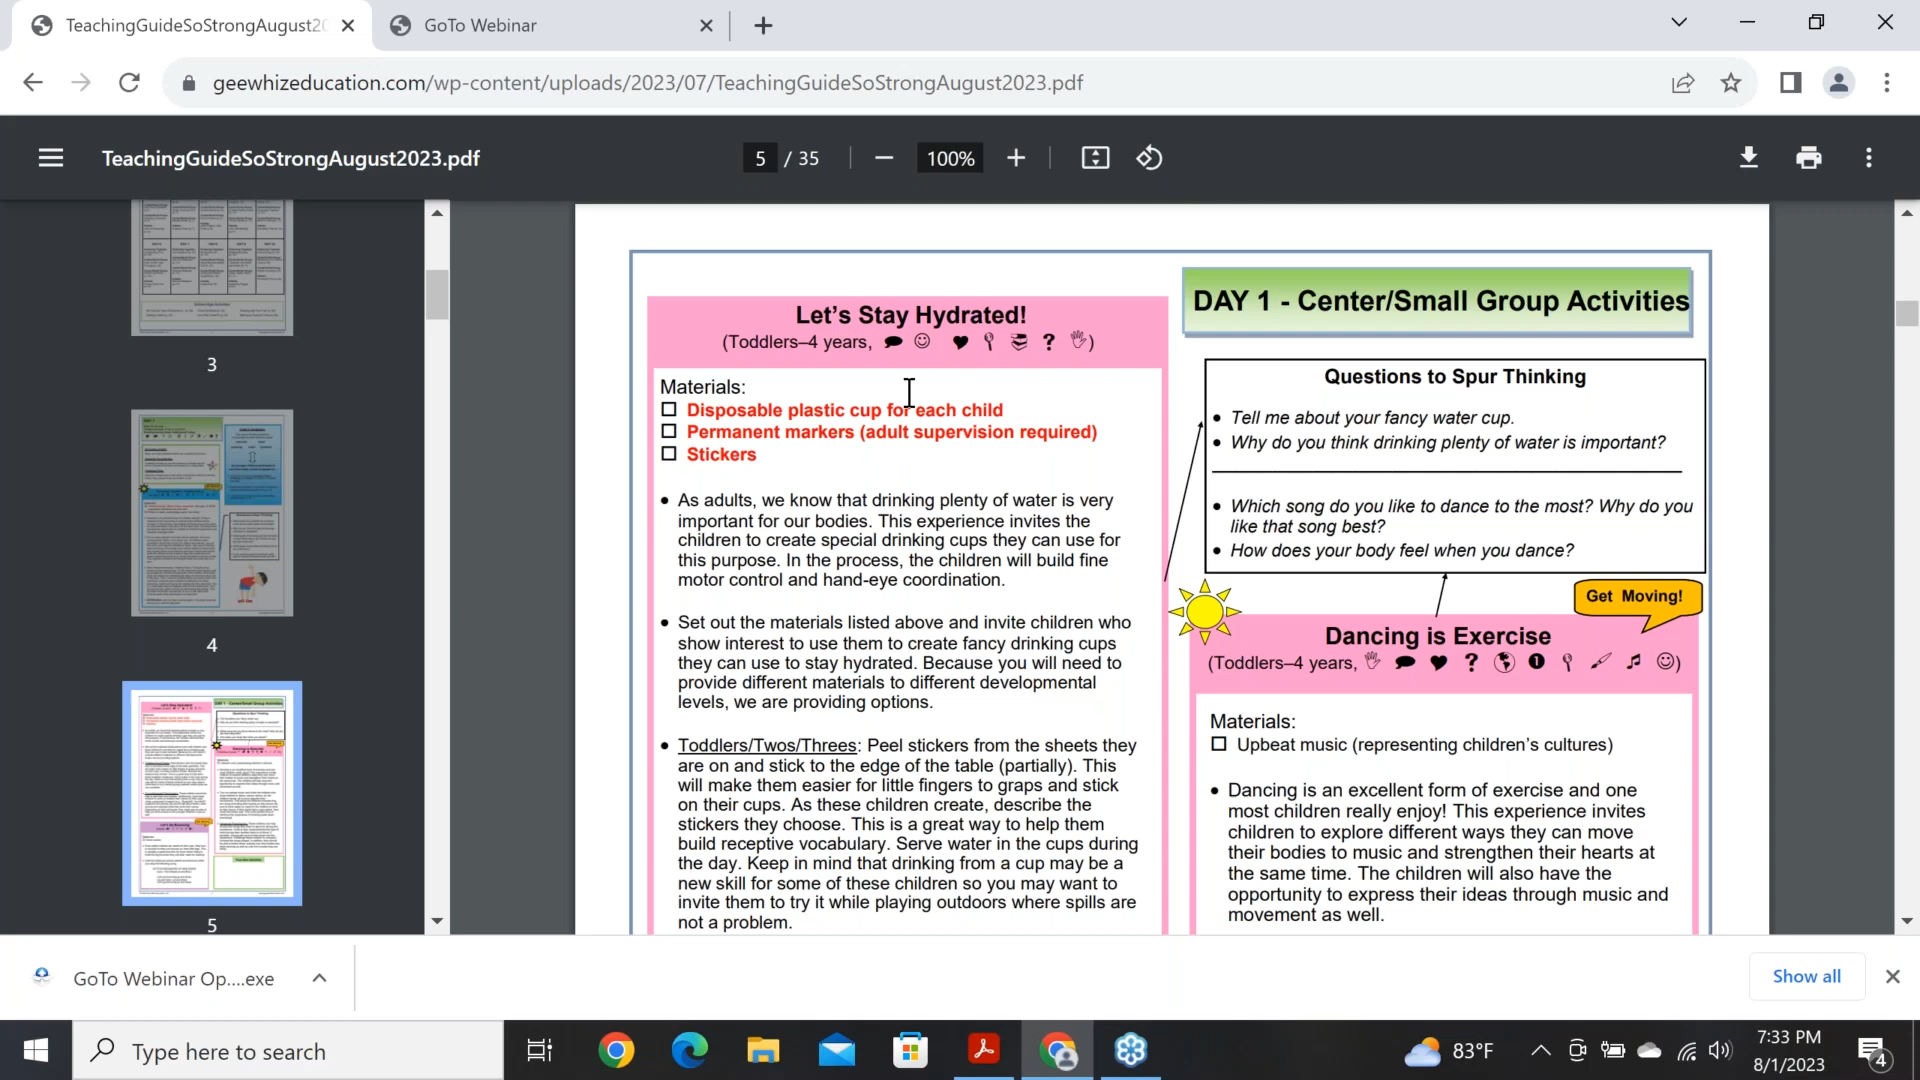 TeachingGuideSoStrongAugust20
GoTo Webinar
geewhizeducation.com/wp-content/uploads/2023/07/TeachingGuideSoStrongAugust2023.pdf
TeachingGuideSoStrongAugust2023.pdf
5 / 35
100%
3
4
5
Let’s Stay Hydrated!
(Toddlers–4 years, ? )
Materials:
Disposable plastic cup for each child
Permanent markers (adult supervision required)
Stickers
• As adults, we know that drinking plenty of water is very
important for our bodies. This experience invites the
children to create special drinking cups they can use for
this purpose. In the process, the children will build fine
motor control and hand-eye coordination.
• Set out the materials listed above and invite children who
show interest to use them to create fancy drinking cups
they can use to stay hydrated. Because you will need to
provide different materials to different developmental
levels, we are providing options.
• Toddlers/Twos/Threes: Peel stickers from the sheets they
are on and stick to the edge of the table (partially). This
will make them easier for little fingers to graps and stick
on their cups. As these children create, describe the
stickers they choose. This is a great way to help them
build receptive vocabulary. Serve water in the cups during
the day. Keep in mind that drinking from a cup may be a
new skill for some of these children so you may want to
invite them to try it while playing outdoors where spills are
not a problem.
DAY 1 - Center/Small Group Activities
Questions to Spur Thinking
• Tell me about your fancy water cup.
• Why do you think drinking plenty of water is important?
• Which song do you like to dance to the most? Why do you
like that song best?
• How does your body feel when you dance?
Get Moving!
Dancing is Exercise
(Toddlers–4 years, ? 1 )
Materials:
Upbeat music (representing children’s cultures)
• Dancing is an excellent form of exercise and one
most children really enjoy! This experience invites
children to explore different ways they can move
their bodies to music and strengthen their hearts at
the same time. The children will also have the
opportunity to express their ideas through music and
movement as well.
GoTo Webinar Op....exe
Show all
Type here to search
83°F
7:33 PM
8/1/2023
4